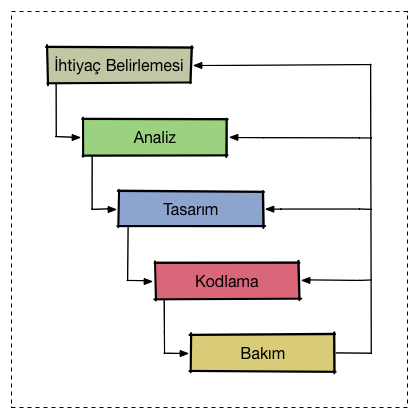 İhtiyaç Belirlemesi
Analiz
Tasarım
Kodlama
Bakım